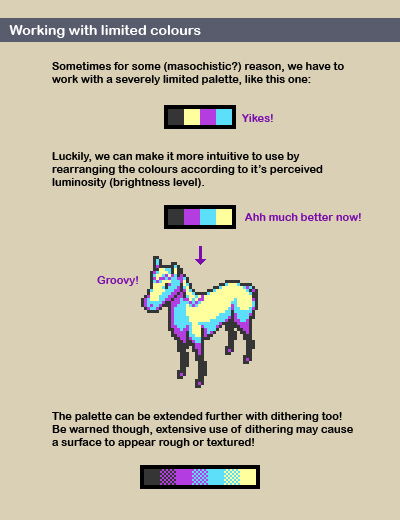 Working with limited colours
Sometimes for some (masochistic?) reason, we have to
work with a severely limited palette, like this one:
Yikes!
Luckily, we can make it more intuitive to use by
rearranging the colours according to it's perceived
luminosity (brightness level).
Ahh much better now!
Groovy!
The palette can be extended further with dithering too!
Be warned though, extensive use of dithering may cause
a surface to appear rough or textured!